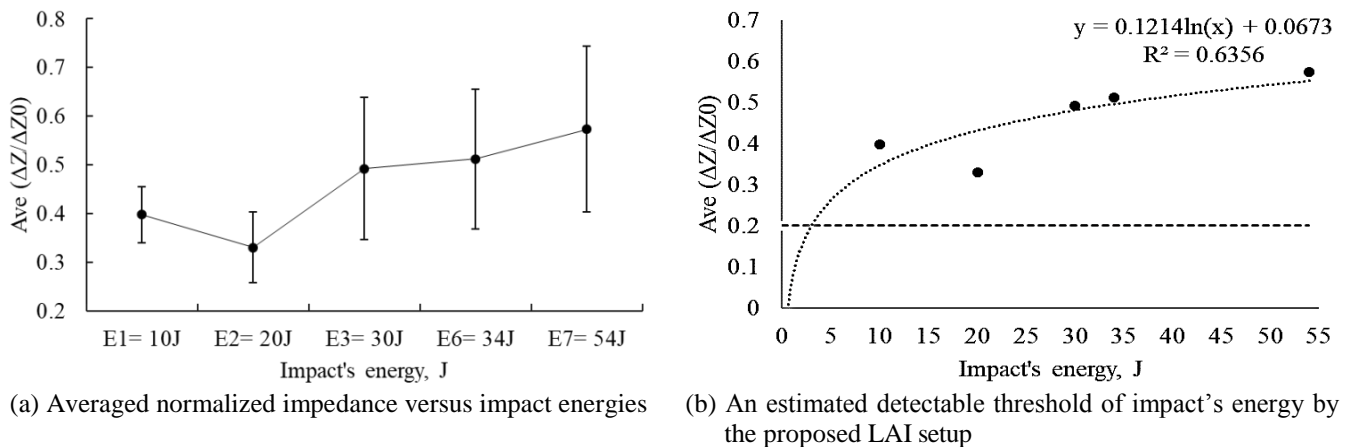 0.8
0.7
0.6
0.5
0.4
0.3
0.2
Ave (ΔZ/ΔZ0)
E1= 10J E2= 20J E3= 30J E6= 34J E7= 54J
Impact's energy, J
(a) Averaged normalized impedance versus impact energies
y = 0.1214ln(x) + 0.0673
R² = 0.6356
0.7
0.6
0.5
0.4
0.3
0.2
0.1
0
Ave (ΔZ/ΔZ0)
0 5 10 15 20 25 30 35 40 45 50 55
Impact's energy, J
(b) An estimated detectable threshold of impact’s energy by
the proposed LAI setup